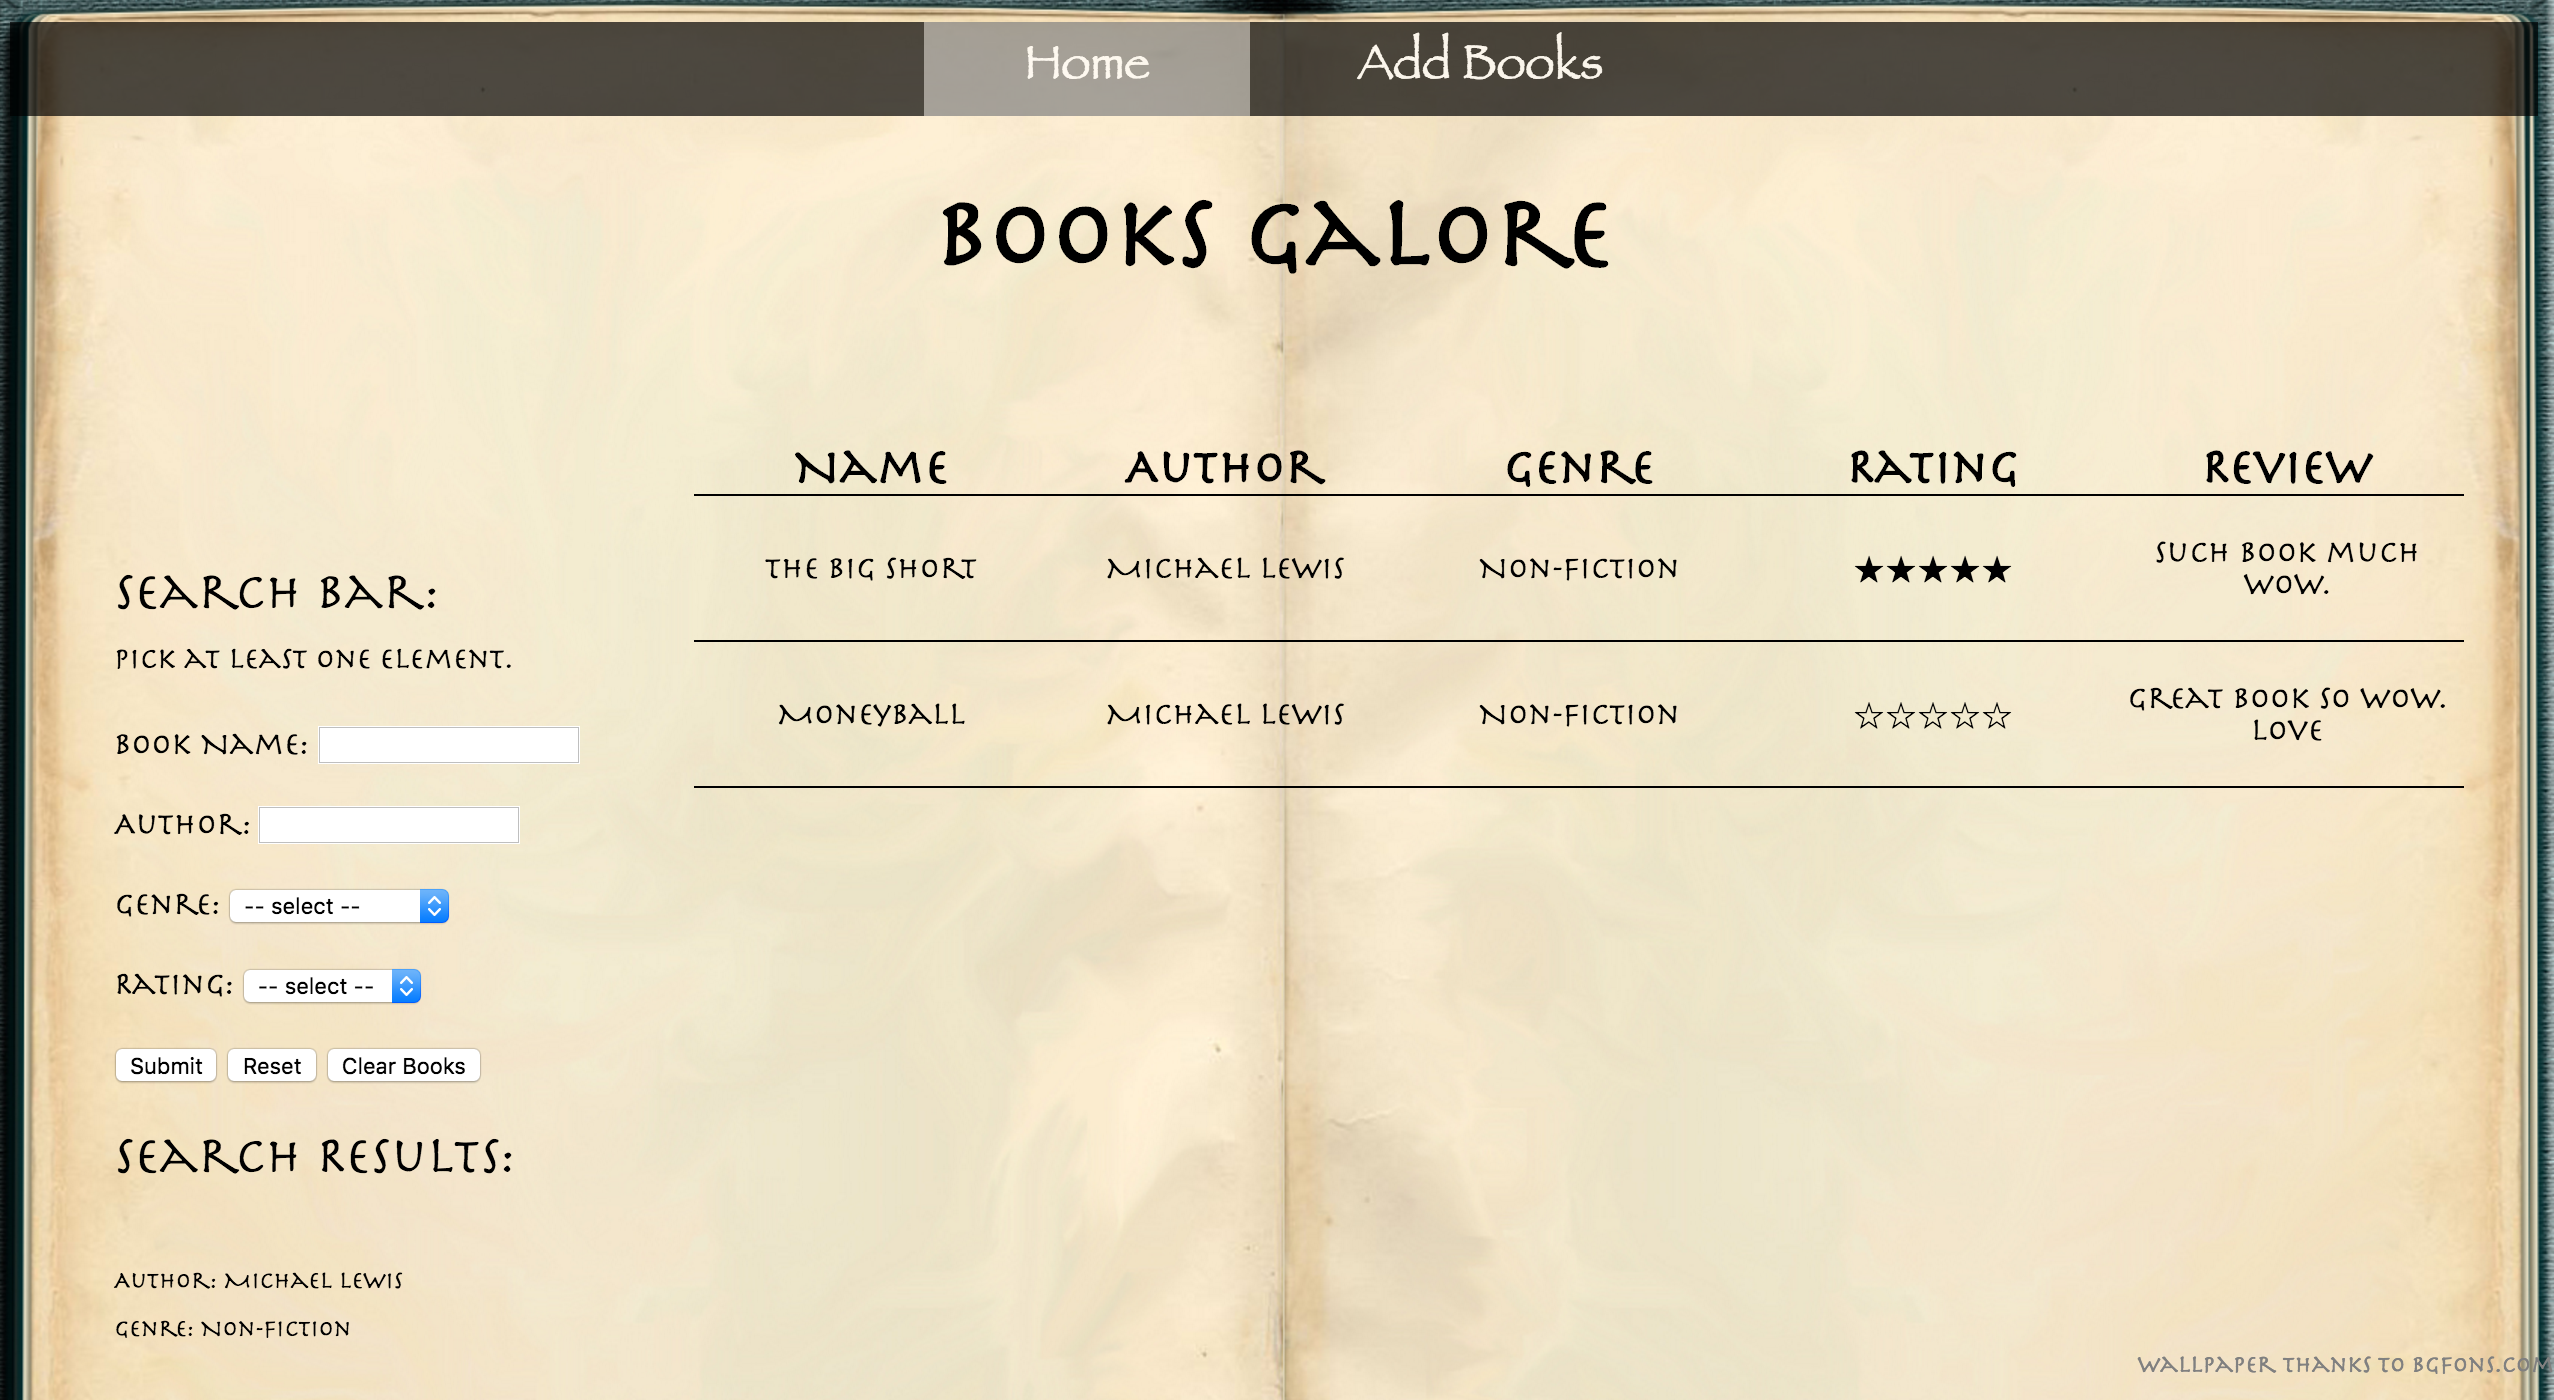 Home Add Books
BOOKS GALORE
NAME AUTHOR GENRE RATING REVIEW
THE BIG SHORT MICHAEL LEWIS NON-FICTION ★★★★★ SUCH BOOK MUCH WOW.
MONEYBALL MICHAEL LEWIS NON-FICTION ☆☆☆☆☆ GREAT BOOK SO WOW. LOVE
SEARCH BAR:
PICK AT LEAST ONE ELEMENT.
BOOK NAME:
AUTHOR:
GENRE: -- select --
RATING: -- select --
Submit Reset Clear Books
SEARCH RESULTS:
AUTHOR: MICHAEL LEWIS
GENRE: NON-FICTION
WALLPAPER THANKS TO BGFONS.COM